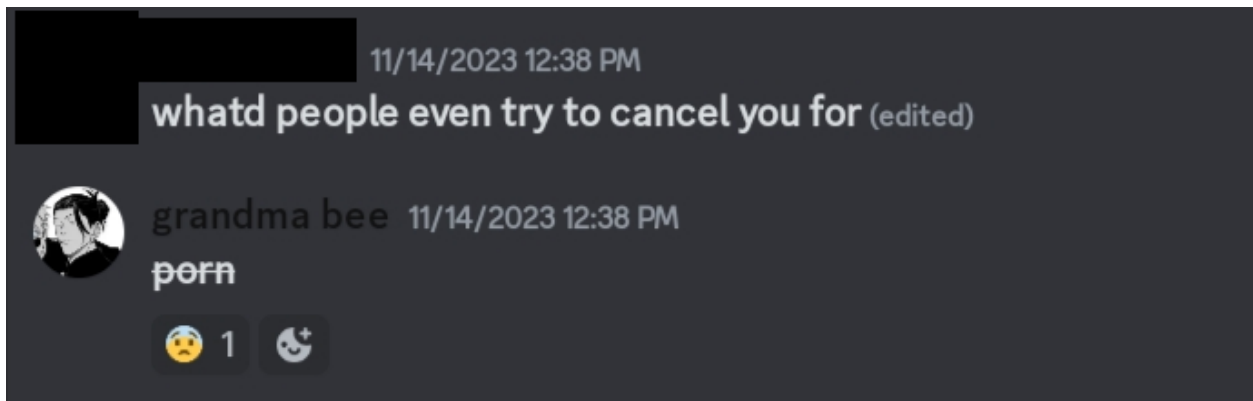 11/14/2023 12:38 PM
whatd people even try to cancel you for (edited)
grandma bee 11/14/2023 12:38 PM
porn
1